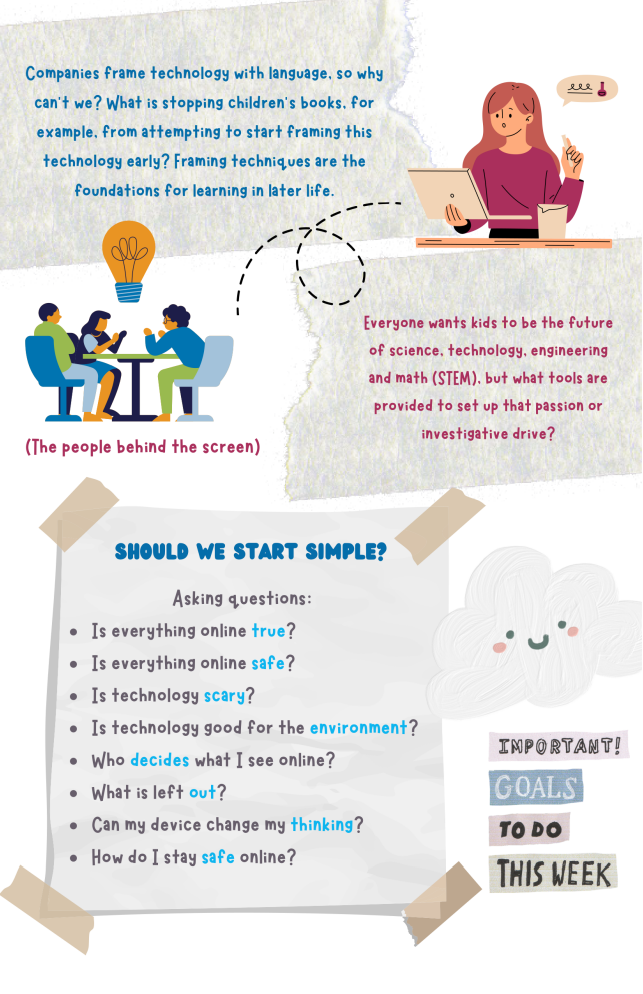 Companies frame technology with language, so why
can't we? What is stopping children's books, for
example, from attempting to start framing this
technology early? Framing techniques are the
foundations for learning in later life.
Everyone wants kids to be the future
of science, technology, engineering
and math (STEM), but what tools are
provided to set up that passion or
investigative drive?
(The people behind the screen)
SHOULD WE START SIMPLE?
Asking questions:
• Is everything online true?
• Is everything online safe?
• Is technology scary?
• Is technology good for the environment?
• Who decides what I see online?
• What is left out?
• Can my device change my thinking?
• How do I stay safe online?
IMPORTANT!
GOALS
TO DO
THIS WEEK